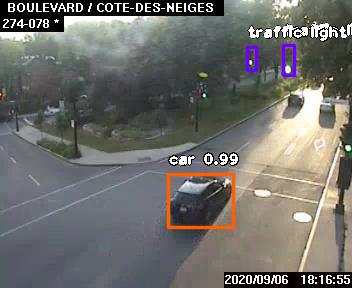 BOULEVARD / COTE-DES-NEIGES
274-078 *
traffic light
car 0.99
2020/09/06 18:16:55